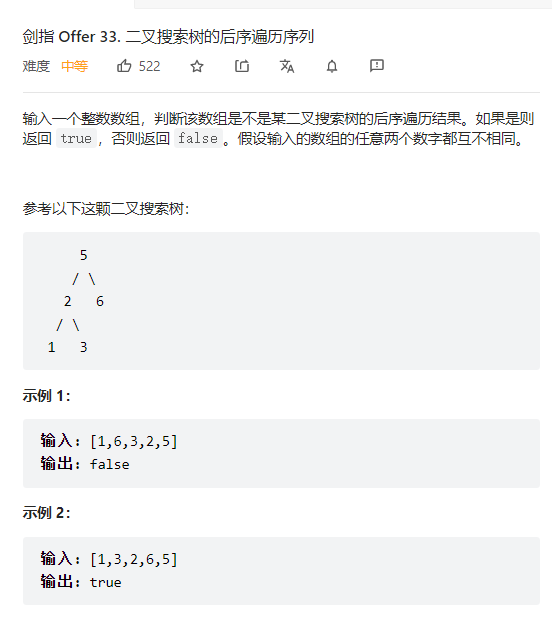 剑指 Offer 33. 二叉搜索树的后序遍历序列
难度 中等 522
输入一个整数数组，判断该数组是不是某二叉搜索树的后序遍历结果。如果是则
返回 true，否则返回 false。假设输入的数组的任意两个数字都互不相同。
参考以下这颗二叉搜索树：
5
/ \
2 6
/ \
1 3
示例 1：
输入: [1,6,3,2,5]
输出: false
示例 2：
输入: [1,3,2,6,5]
输出: true